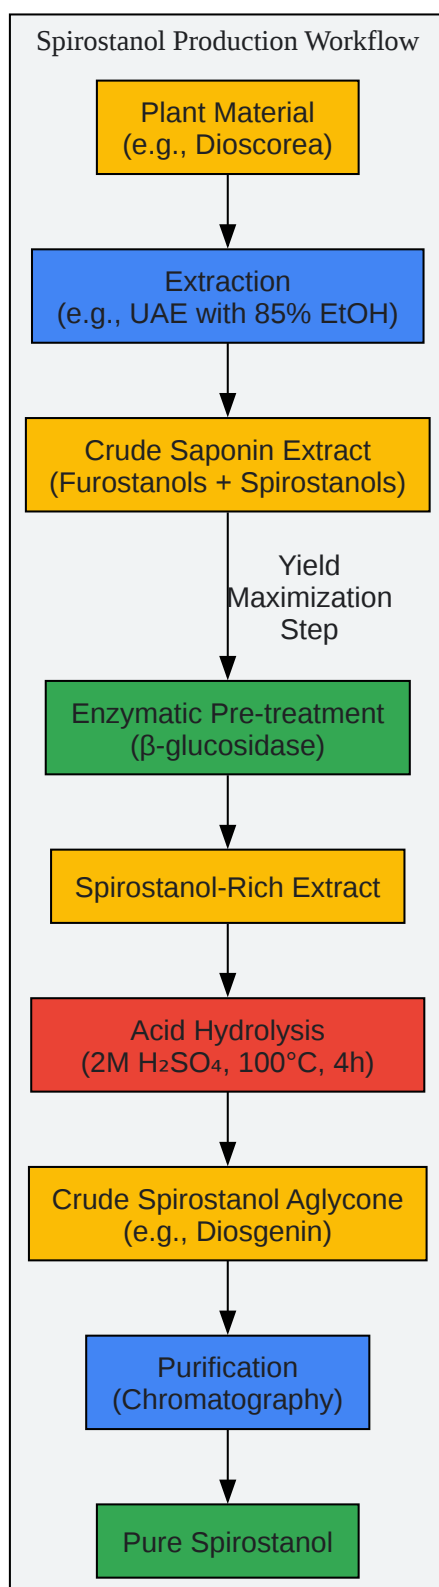 Spirostanol Production Workflow
Plant Material
(e.g., Dioscorea)
Extraction
(e.g., UAE with 85% EtOH)
Crude Saponin Extract
(Furostanols + Spirostanols)
Yield
Maximization
Step
Enzymatic Pre-treatment
(β-glucosidase)
Spirostanol-Rich Extract
Acid Hydrolysis
(2M H₂SO₄, 100°C, 4h)
Crude Spirostanol Aglycone
(e.g., Diosgenin)
Purification
(Chromatography)
Pure Spirostanol